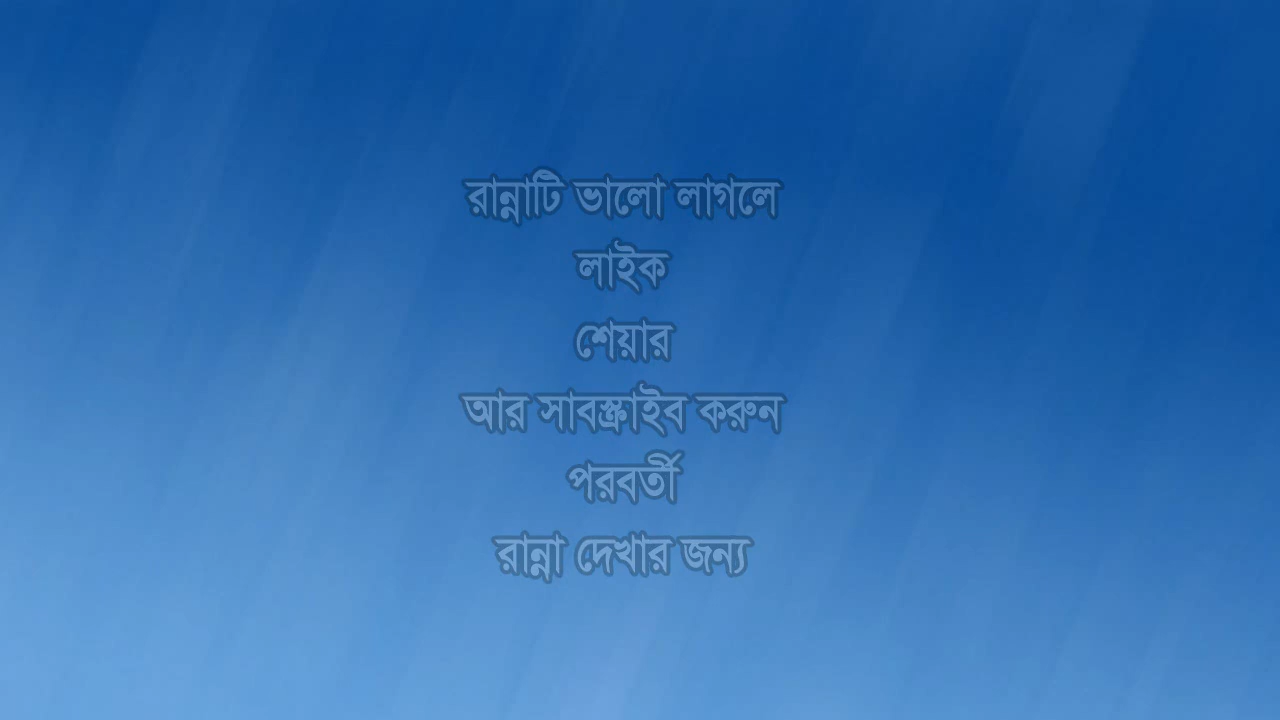 রান্নাটি ভালো লাগলে
লাইক
শেয়ার
আর সাবস্ক্রাইব করুন
পরবর্তী
রান্না দেখার জন্য